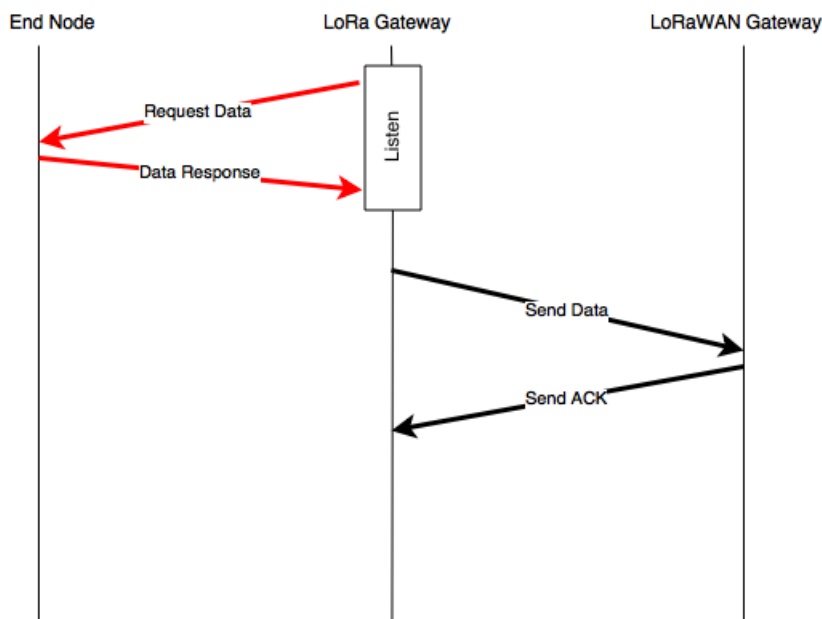 End Node
LoRa Gateway
LoRaWAN Gateway
Request Data
Listen
Data Response
Send Data
Send ACK